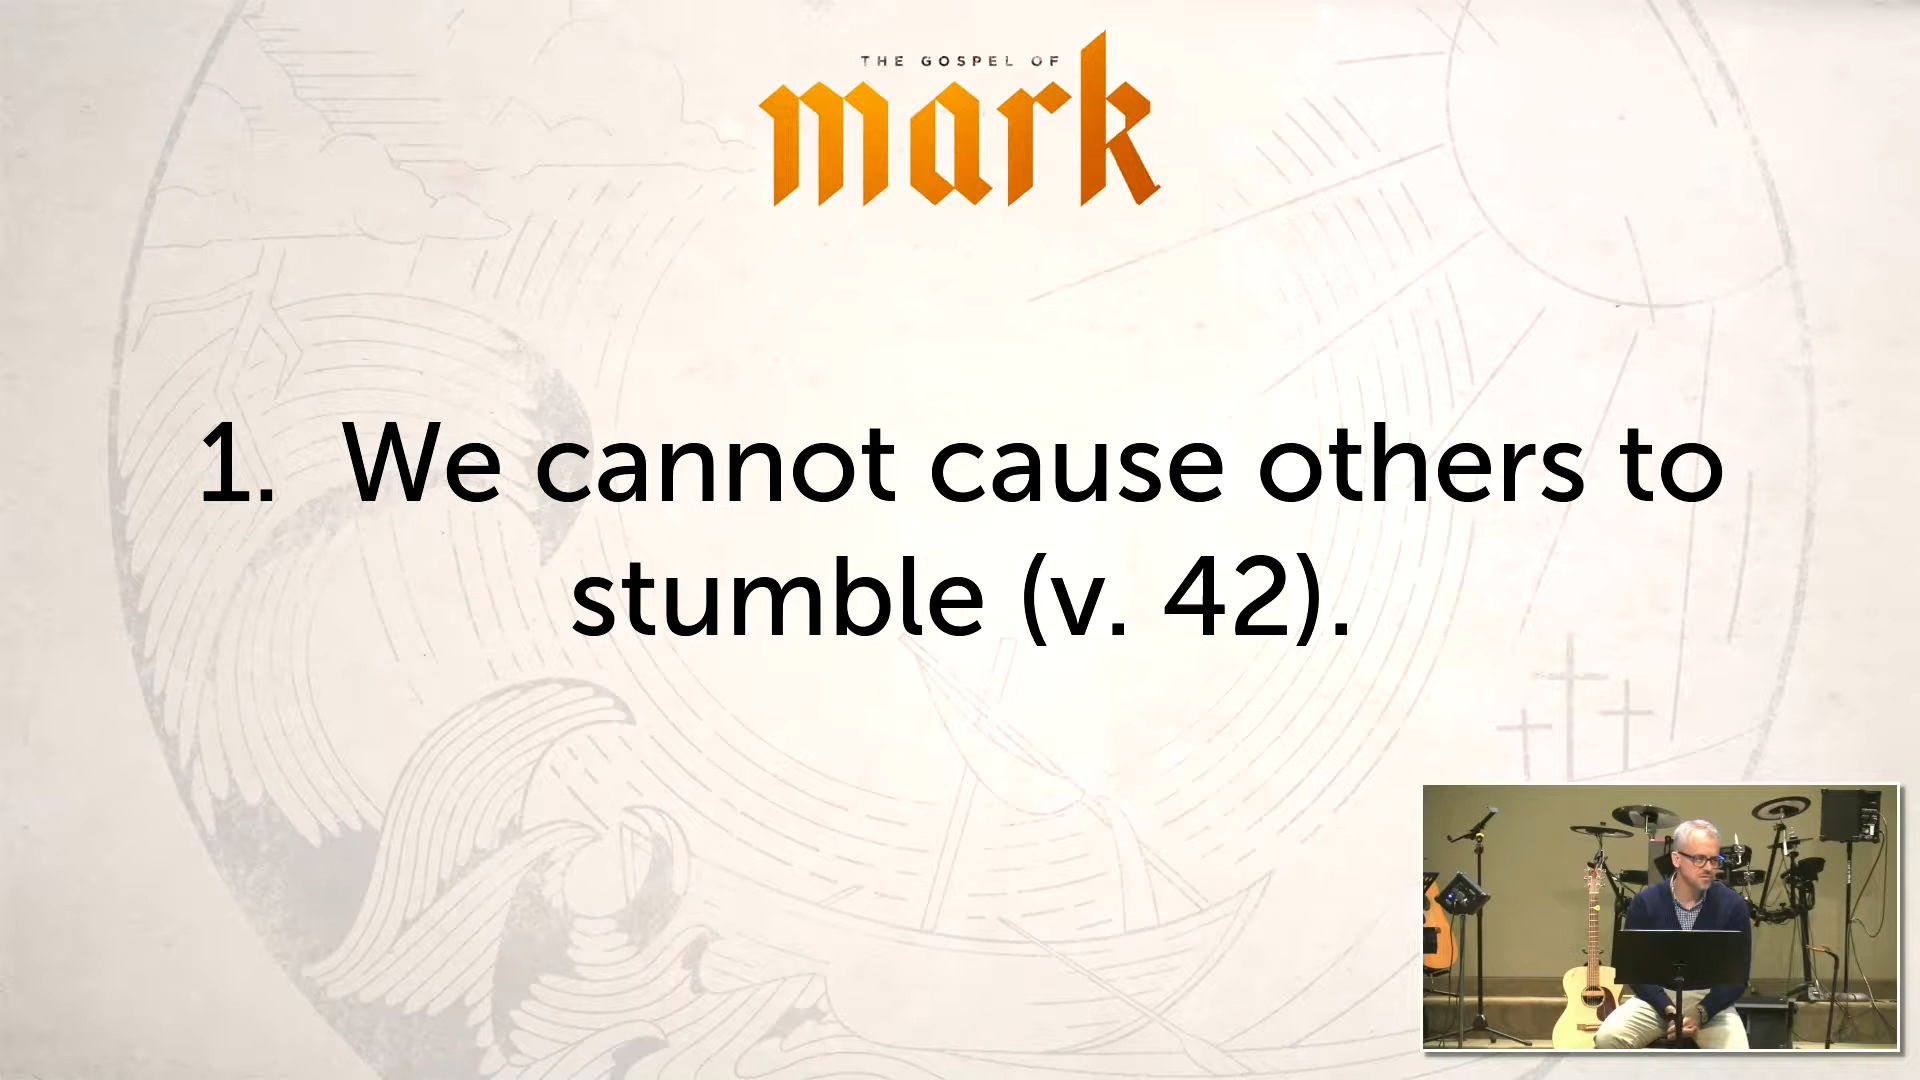 THE GOSPEL OF
mark
1. We cannot cause others to
stumble (v. 42).